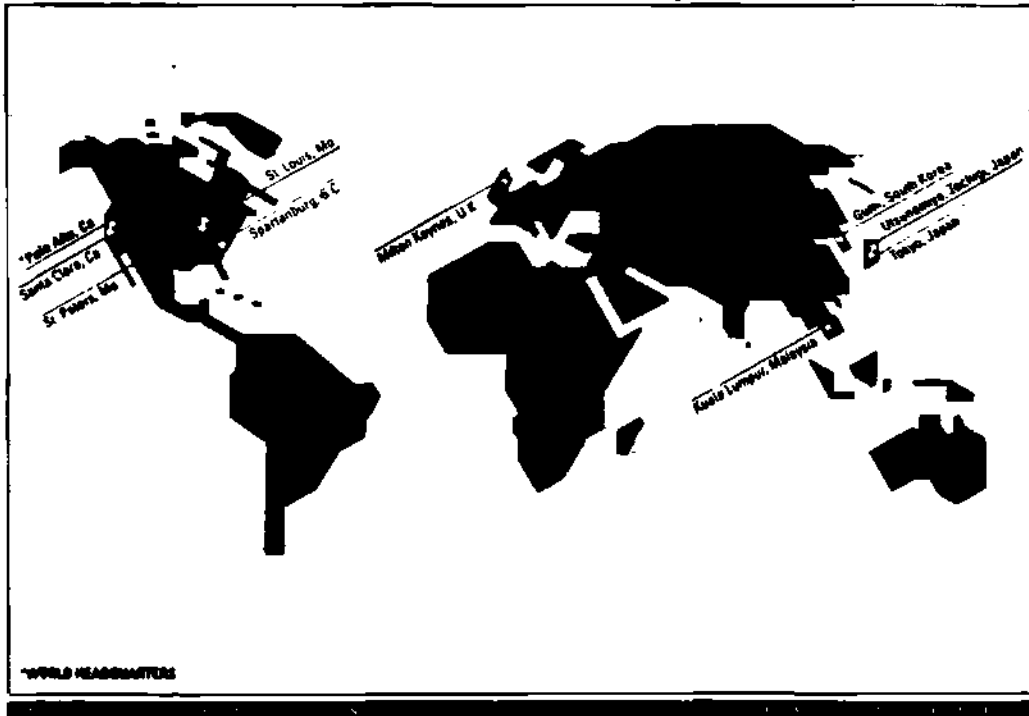 St Louis, Mo
Spartanburg, S C
*Palo Alto, Ca
Santa Clara, Ca
St Peters, Mo
Milton Keynes, U K
Gumi, South Korea
Utsunomiya, Tochigi, Japan
Tokyo, Japan
Kuala Lumpur, Malaysia
*WORLD HEADQUARTERS